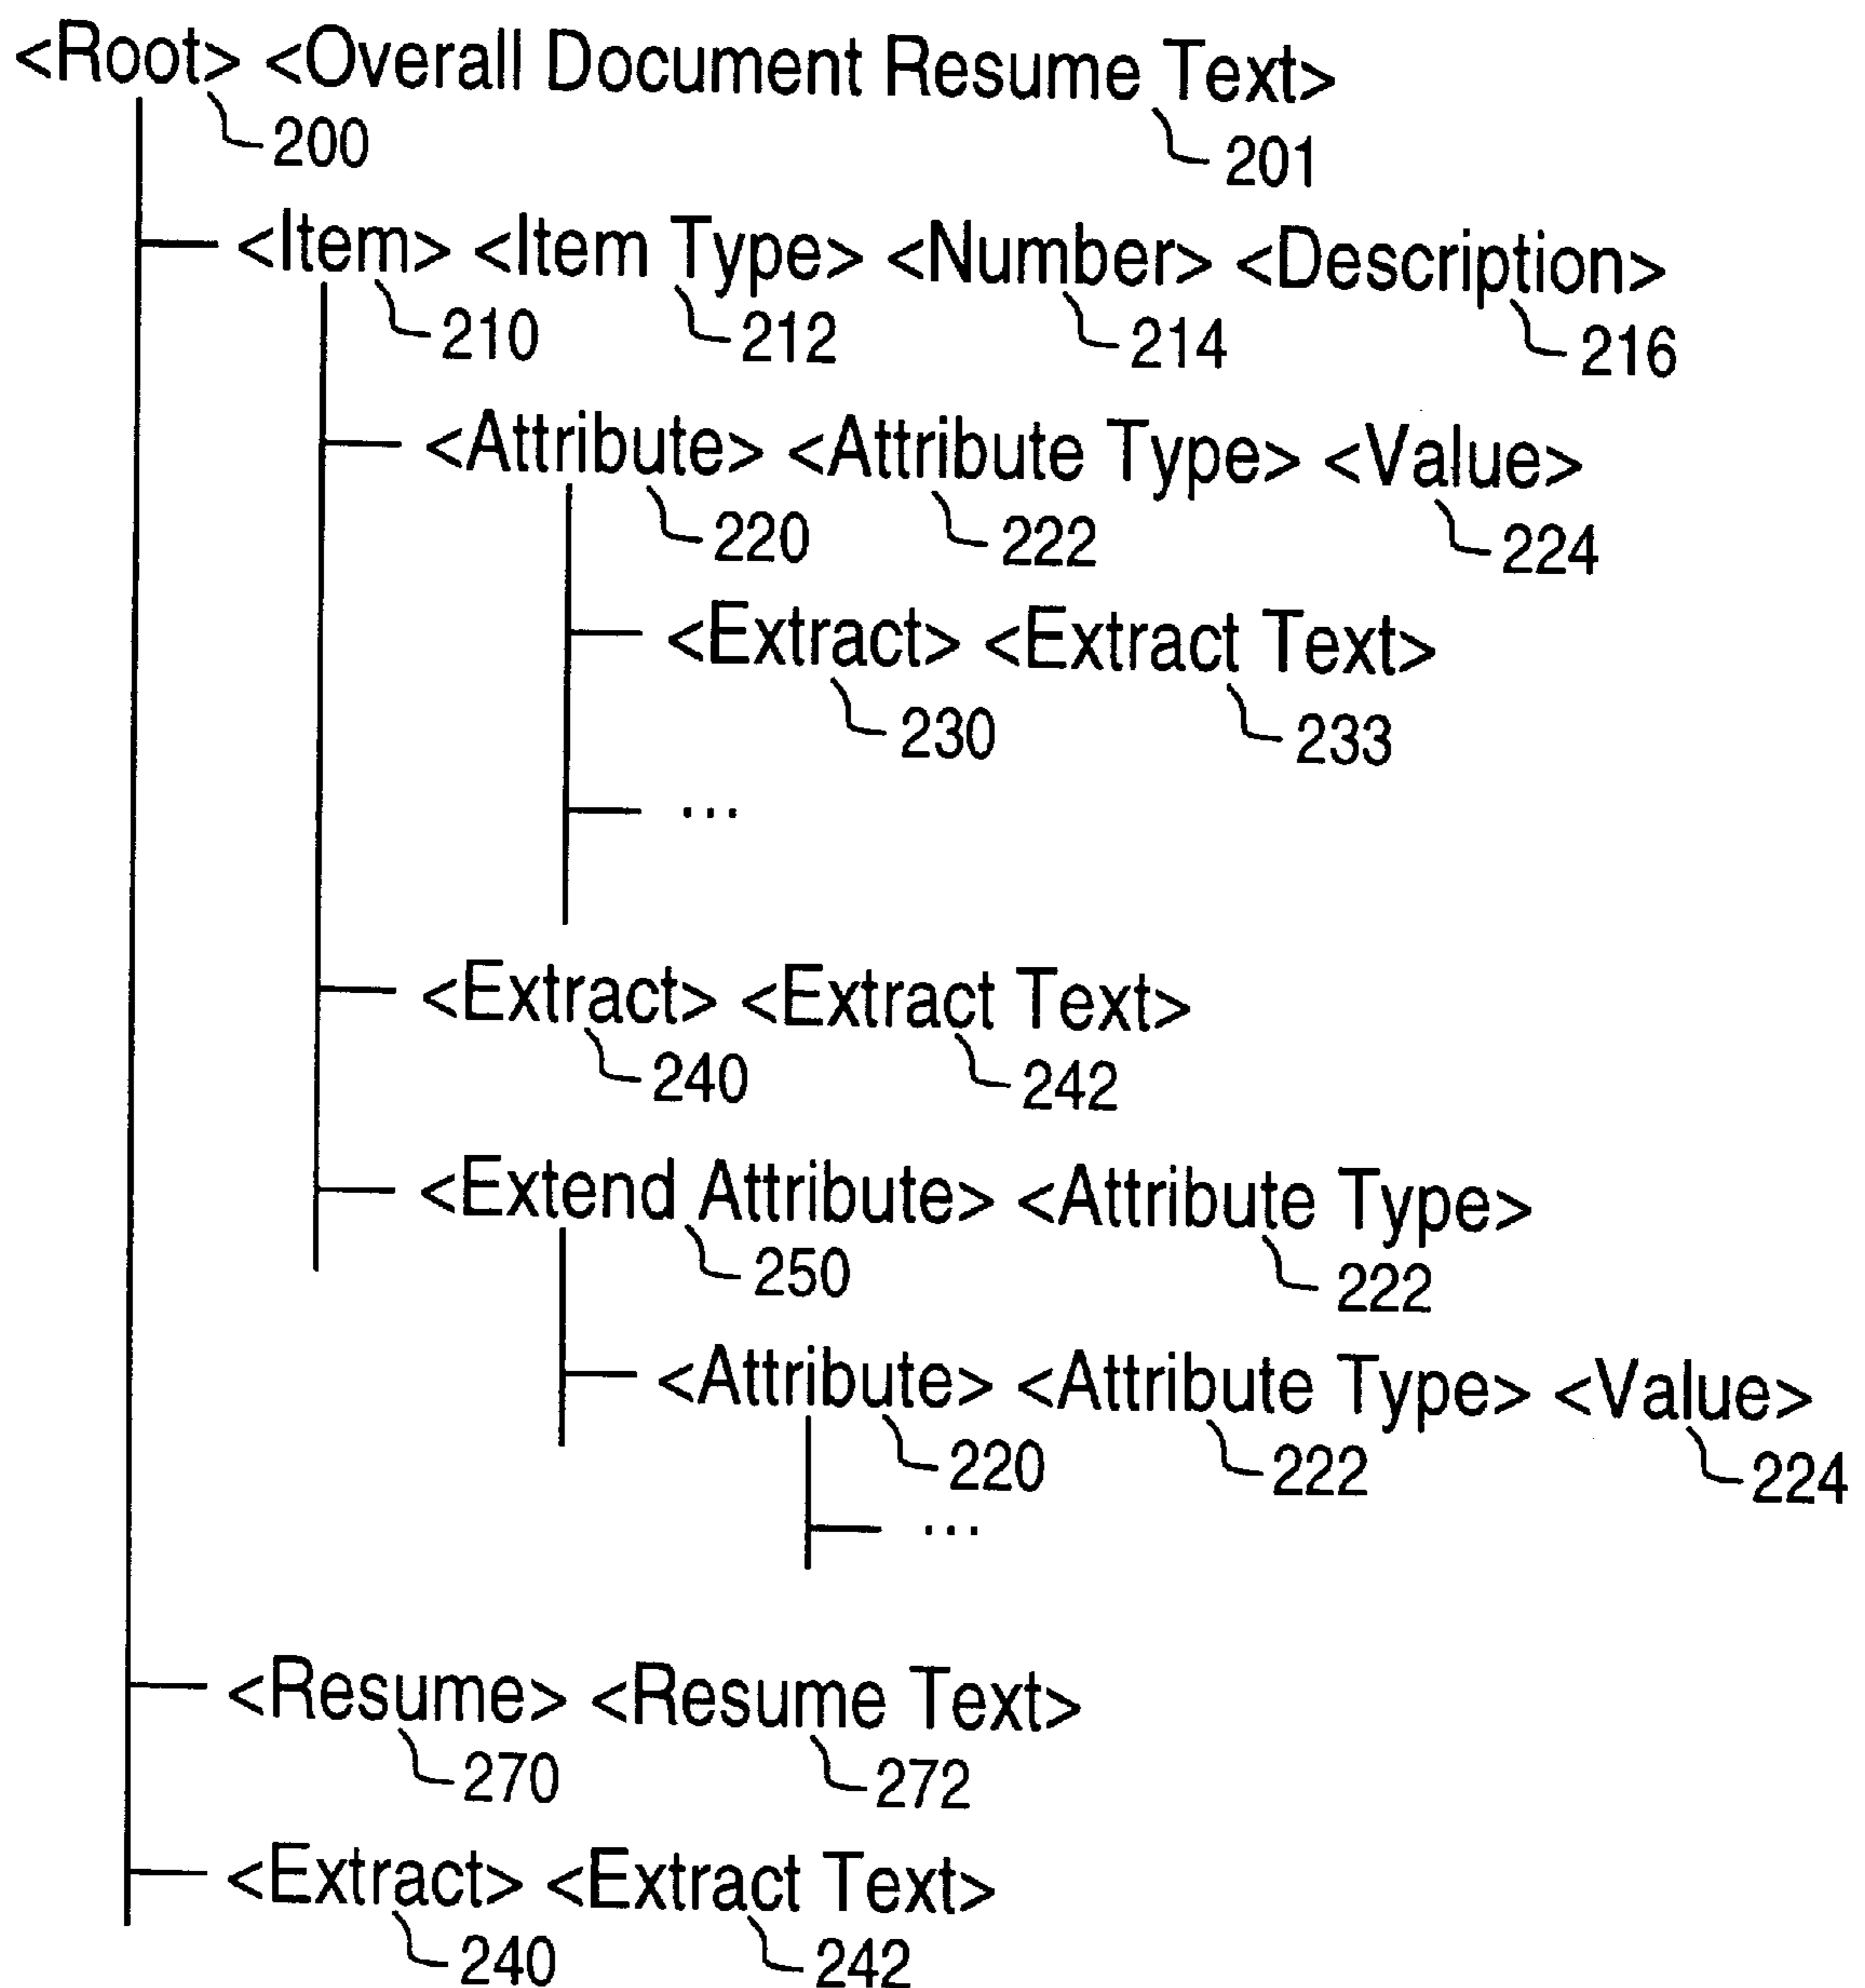 <Root> <Overall Document Resume Text>
200 201
<Item> <Item Type> <Number> <Description>
210 212 214 216
<Attribute> <Attribute Type> <Value>
220 222 224
<Extract> <Extract Text>
230 233
...
<Extract> <Extract Text>
240 242
<Extend Attribute> <Attribute Type>
250 222
<Attribute> <Attribute Type> <Value>
220 222 224
...
<Resume> <Resume Text>
270 272
<Extract> <Extract Text>
240 242